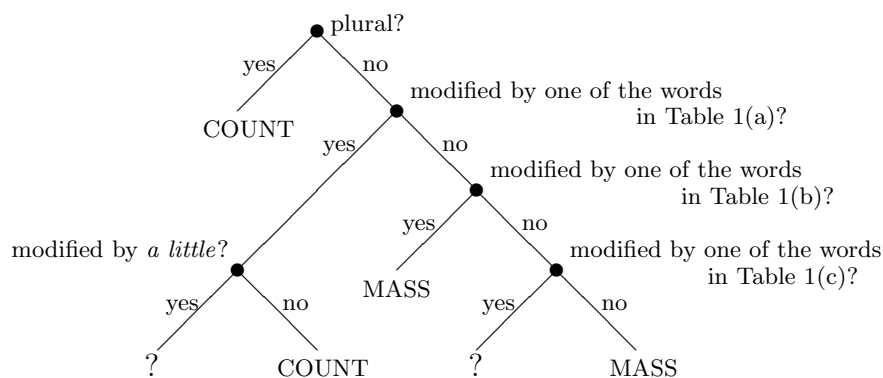 plural?
yes
no
modified by one of the words
in Table 1(a)?
COUNT
yes
no
modified by one of the words
in Table 1(b)?
yes
no
modified by a little?
modified by one of the words
in Table 1(c)?
MASS
yes
no
yes
no
?
COUNT
?
MASS